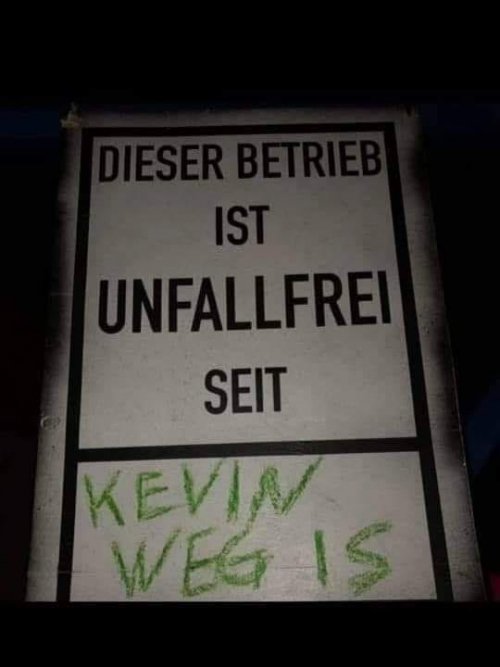 DIESER BETRIEB
IST
UNFALLFREI
SEIT
KEVIN
WEG IS